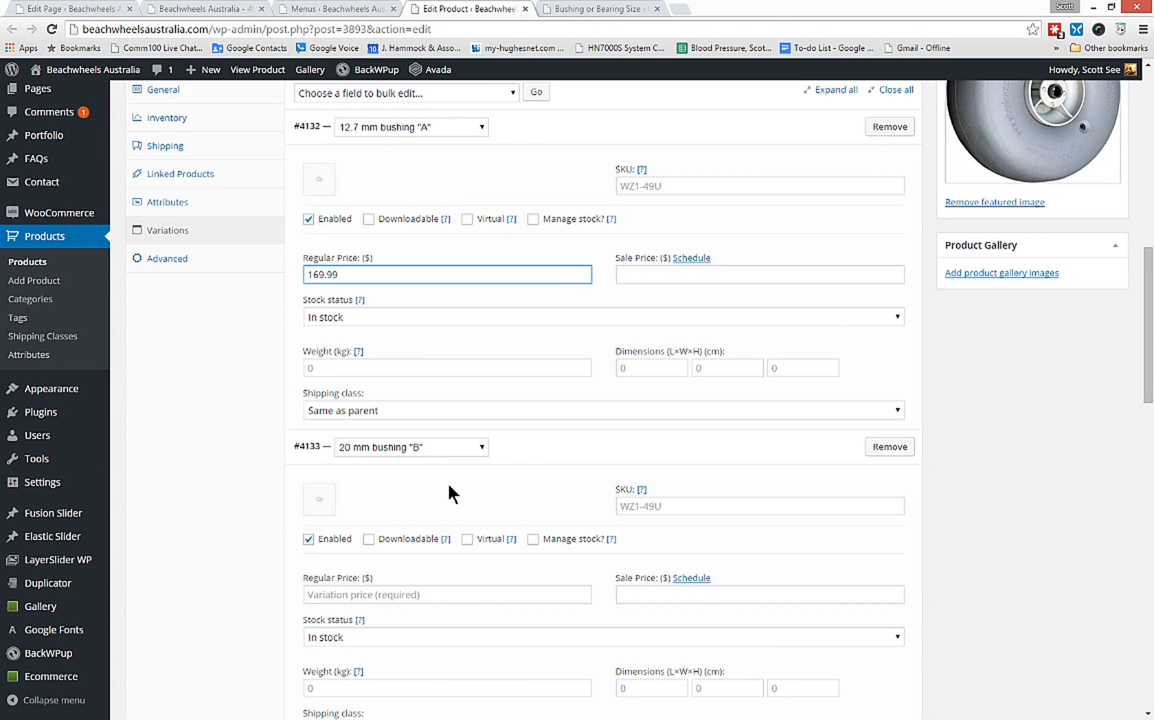 Edit Page ‹ Beachwheels
Beachwheels Australia - 4
Menus ‹ Beachwheels Aus
Edit Product ‹ Beachwhee
Bushing or Bearing Size
Scott
beachwheelsaustralia.com/wp-admin/post.php?post=3893&action=edit
Apps
Bookmarks
Comm100 Live Chat...
Google Contacts
Google Voice
J. Hammock & Asso...
my-hughesnet.com ...
HN7000S System C...
Blood Pressure, Scot...
To-do List - Google ...
Gmail - Offline
»
Other bookmarks
Beachwheels Australia
1
+ New
View Product
Gallery
BackWPup
Avada
Howdy, Scott See
Pages
Comments 1
Portfolio
FAQs
Contact
WooCommerce
Products
Products
Add Product
Categories
Tags
Shipping Classes
Attributes
Appearance
Plugins
Users
Tools
Settings
Fusion Slider
Elastic Slider
LayerSlider WP
Duplicator
Gallery
Google Fonts
BackWPup
Ecommerce
Collapse menu
General
Inventory
Shipping
Linked Products
Attributes
Variations
Advanced
Choose a field to bulk edit...
Go
Expand all
Close all
#4132 — 12.7 mm bushing "A"
Remove
SKU: [?]
WZ1-49U
Enabled
Downloadable [?]
Virtual [?]
Manage stock? [?]
Regular Price: ($)
169.99
Sale Price: ($) Schedule
Stock status [?]
In stock
Weight (kg): [?]
0
Dimensions (L×W×H) (cm):
0 0 0
Shipping class:
Same as parent
#4133 — 20 mm bushing "B"
Remove
SKU: [?]
WZ1-49U
Enabled
Downloadable [?]
Virtual [?]
Manage stock? [?]
Regular Price: ($)
Variation price (required)
Sale Price: ($) Schedule
Stock status [?]
In stock
Weight (kg): [?]
0
Dimensions (L×W×H) (cm):
0 0 0
Shipping class:
Remove featured image
Product Gallery
Add product gallery images